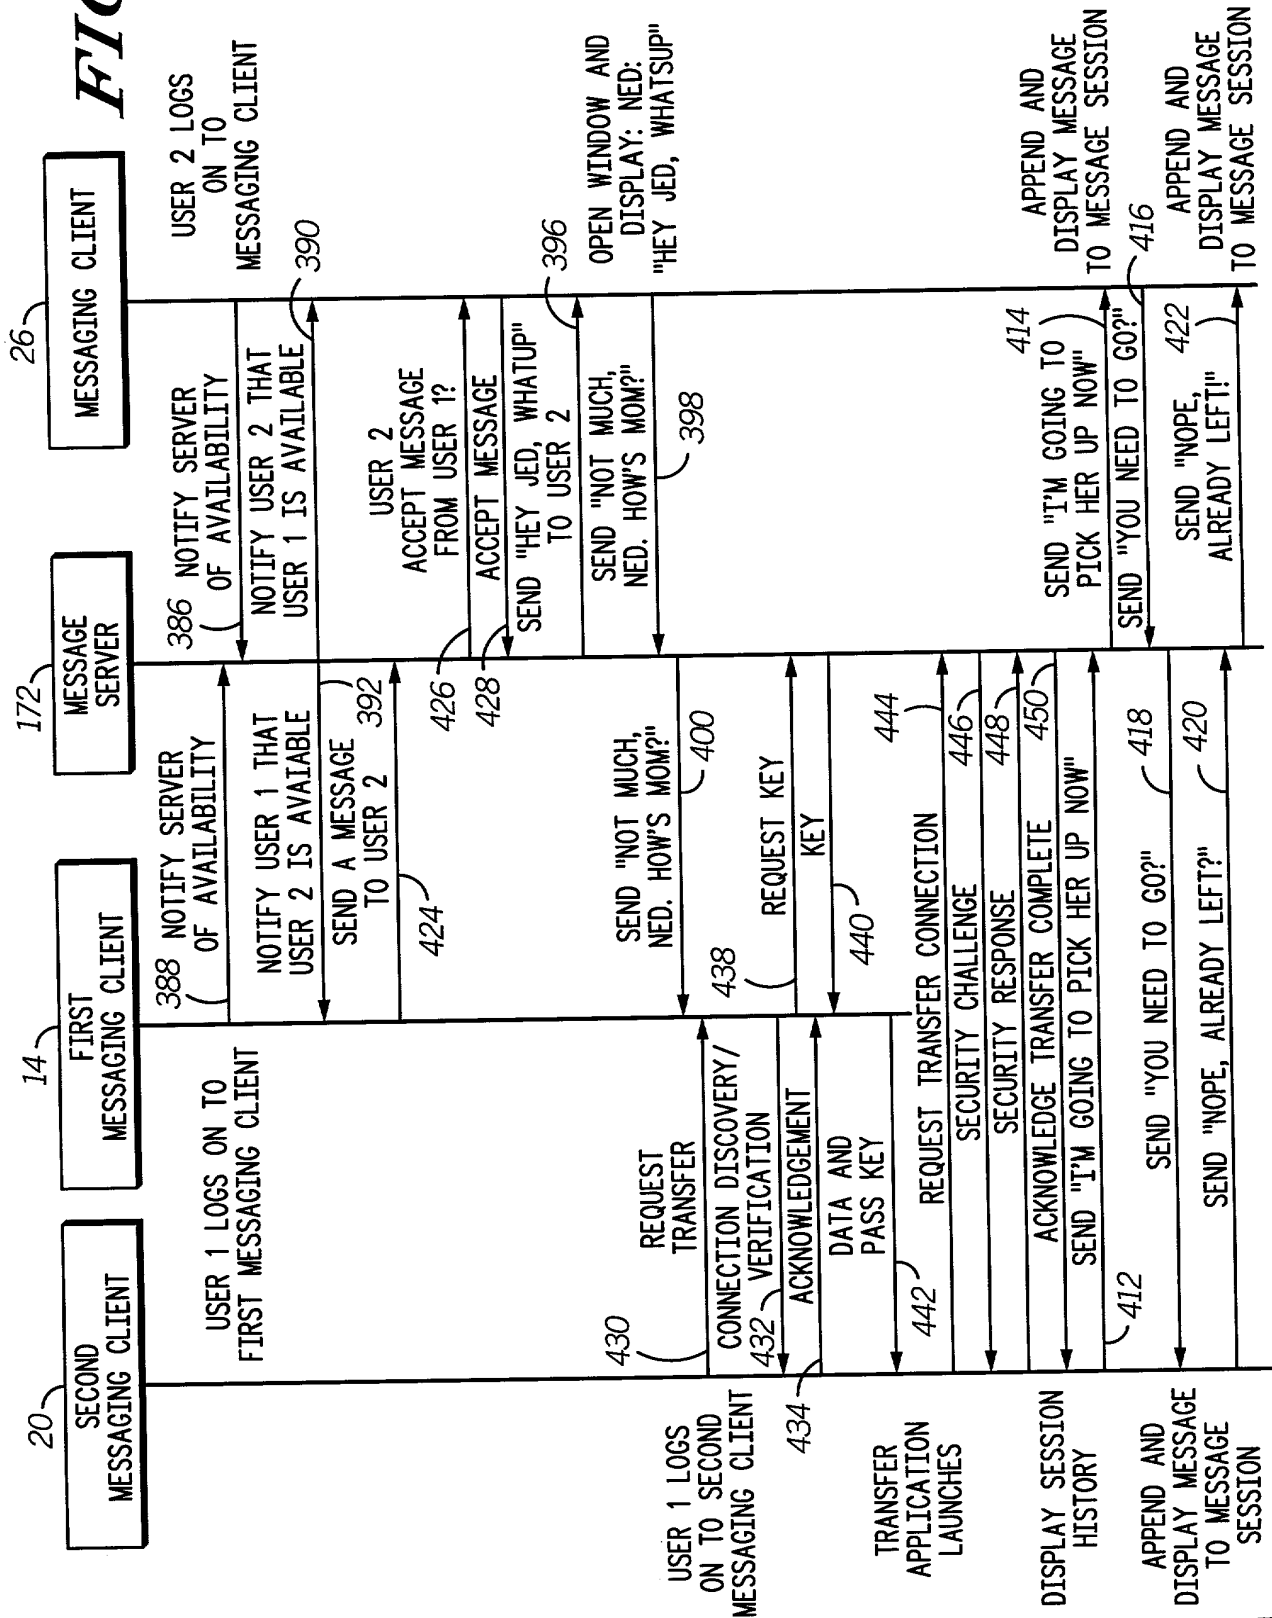 FIG
20
SECOND
MESSAGING CLIENT
14
FIRST
MESSAGING CLIENT
172
MESSAGE
SERVER
26
MESSAGING CLIENT
USER 1 LOGS ON TO
FIRST MESSAGING CLIENT
388
NOTIFY SERVER
OF AVAILABILITY
386
NOTIFY SERVER
OF AVAILABILITY
USER 2 LOGS
ON TO
MESSAGING CLIENT
NOTIFY USER 1 THAT
USER 2 IS AVAIABLE
392
NOTIFY USER 2 THAT
USER 1 IS AVAILABLE
390
SEND A MESSAGE
TO USER 2
424
USER 2
ACCEPT MESSAGE
FROM USER 1?
426
ACCEPT MESSAGE
428
SEND "HEY JED, WHATUP"
TO USER 2
396
OPEN WINDOW AND
DISPLAY: NED:
"HEY JED, WHATSUP"
SEND "NOT MUCH,
NED. HOW'S MOM?"
398
SEND "NOT MUCH,
NED. HOW'S MOM?"
400
USER 1 LOGS
ON TO SECOND
MESSAGING CLIENT
REQUEST
TRANSFER
430
CONNECTION DISCOVERY/
VERIFICATION
432
ACKNOWLEDGEMENT
434
REQUEST KEY
438
KEY
440
DATA AND
PASS KEY
442
TRANSFER
APPLICATION
LAUNCHES
REQUEST TRANSFER CONNECTION
444
SECURITY CHALLENGE
446
SECURITY RESPONSE
448
ACKNOWLEDGE TRANSFER COMPLETE
450
DISPLAY SESSION
HISTORY
SEND "I'M GOING TO PICK HER UP NOW"
412
SEND "I'M GOING TO
PICK HER UP NOW"
414
APPEND AND
DISPLAY MESSAGE
TO MESSAGE SESSION
SEND "YOU NEED TO GO?"
416
SEND "YOU NEED TO GO?"
418
APPEND AND
DISPLAY MESSAGE
TO MESSAGE
SESSION
SEND "NOPE, ALREADY LEFT?"
420
SEND "NOPE,
ALREADY LEFT!"
422
APPEND AND
DISPLAY MESSAGE
TO MESSAGE SESSION